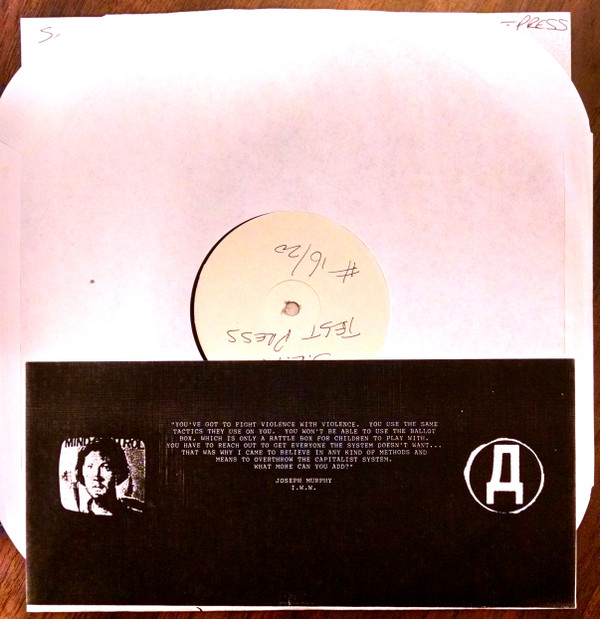 S.
-PRESS
#16/20
TEST PRESS
MIND
"YOU'VE GOT TO FIGHT VIOLENCE WITH VIOLENCE. YOU USE THE SAME
TACTICS THEY USE ON YOU. YOU WON'T BE ABLE TO USE THE BALLOT
BOX, WHICH IS ONLY A RATTLE BOX FOR CHILDREN TO PLAY WITH.
YOU HAVE TO REACH OUT TO GET EVERYONE THE SYSTEM DOESN'T WANT...
THAT WAS WHY I CAME TO BELIEVE IN ANY KIND OF METHODS AND
MEANS TO OVERTHROW THE CAPITALIST SYSTEM.
WHAT MORE CAN YOU ADD?"
JOSEPH MURPHY
I.W.W.
Д